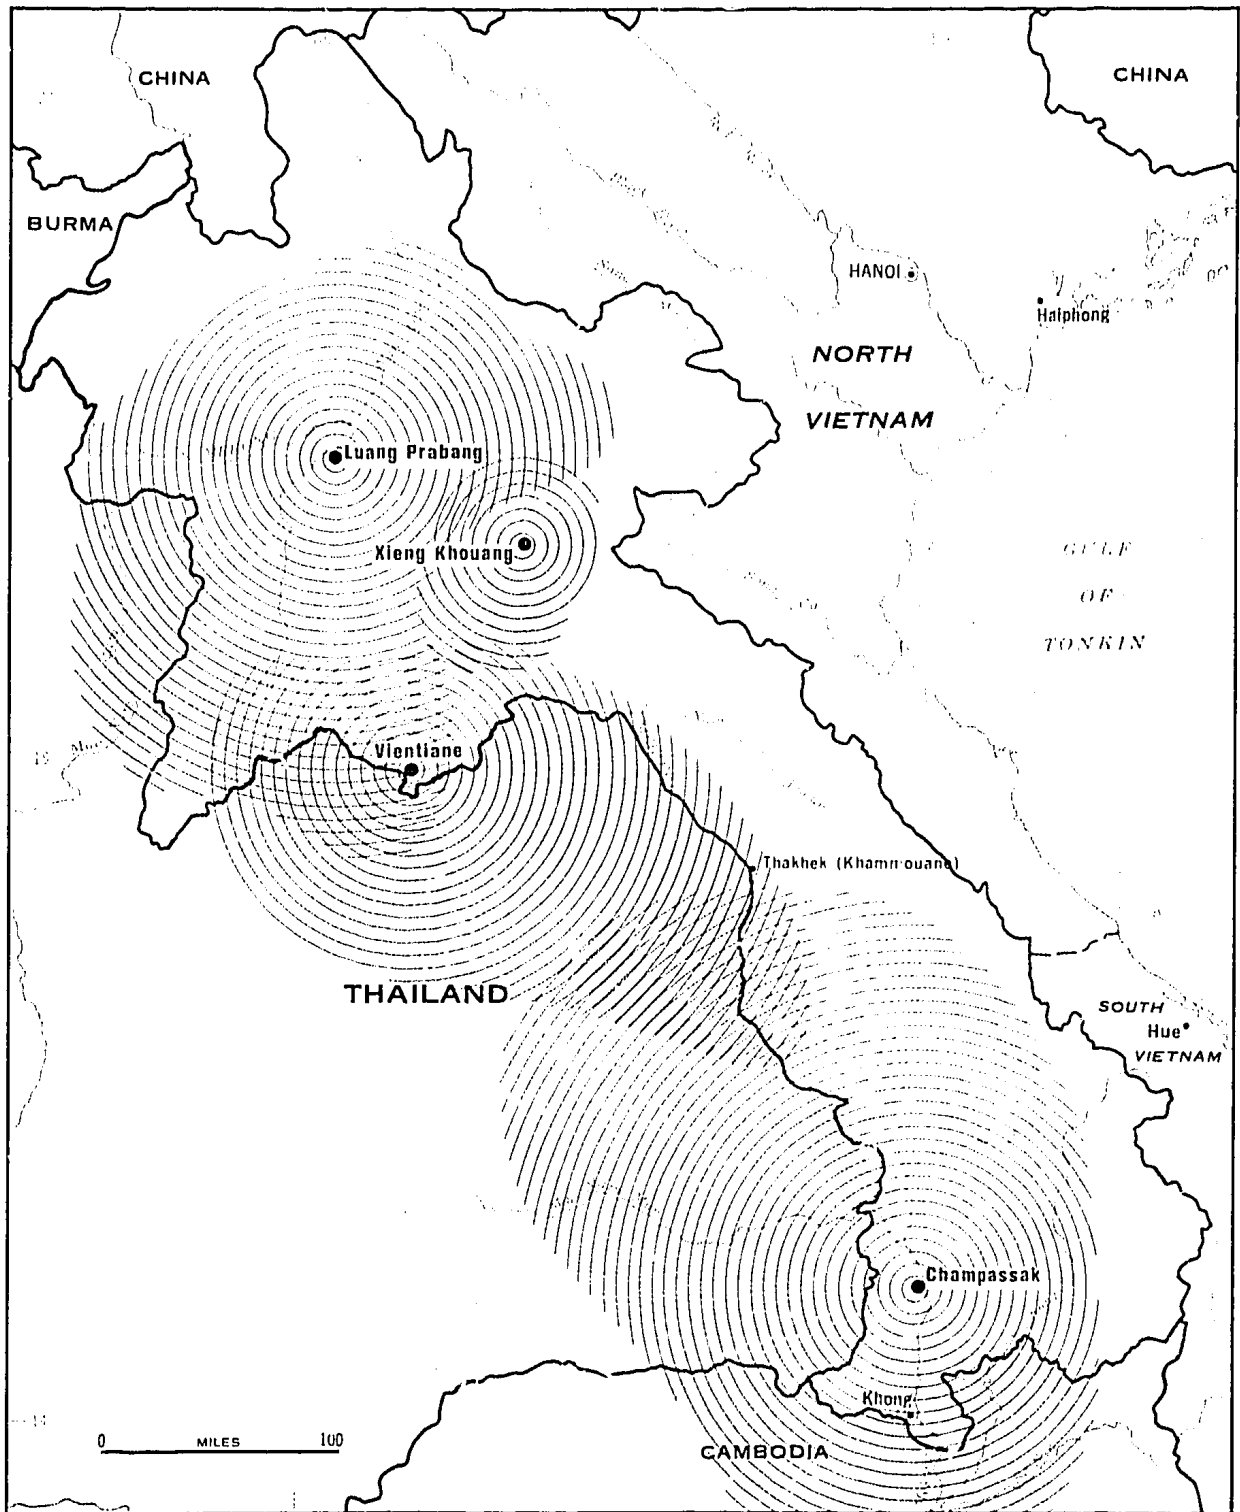 CHINA
CHINA
BURMA
HANOI
Haiphong
NORTH
VIETNAM
Luang Prabang
Xieng Khouang
GULF
OF
TONKIN
Vientiane
Thakhek (Khammouane)
THAILAND
SOUTH
Hue
VIETNAM
Champassak
Khong
0 MILES 100
CAMBODIA